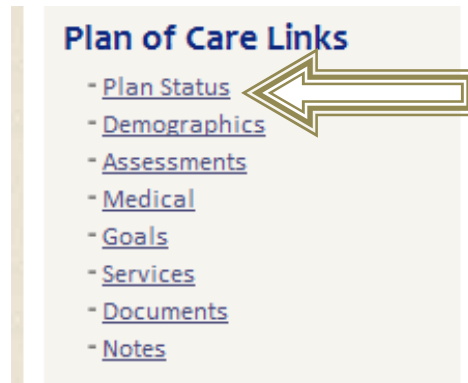 Plan of Care Links
- Plan Status
- Demographics
- Assessments
- Medical
- Goals
- Services
- Documents
- Notes